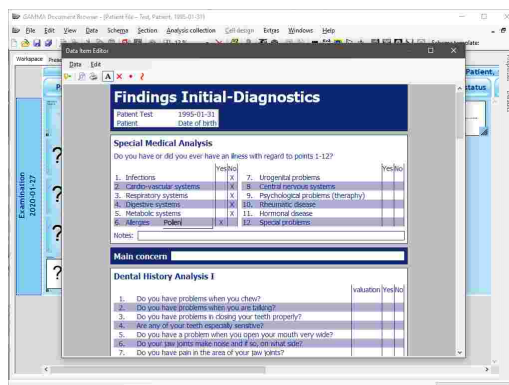 GAMMA Document Browser - [Patient File - Test, Patient, 1995-01-31]
File Edit View Data Schema Section Analysis collection Cell design Extras Windows Help
Workspace
template:
Data Item Editor
Data Edit
Patient,
status
Examination
2020-01-27
?
?
?
?
Findings Initial-Diagnostics
Patient Test 1995-01-31
Patient Date of birth
Special Medical Analysis
Do you have or did you ever have an illness with regard to points 1-12?
Yes No Yes No
1. Infections X 7. Urogenital problems
2. Cardio-vascular systems X 8. Central nervous systems
3. Respiratory systems X 9. Psychological problems (theraphy)
4. Digestive systems X 10. Rheumatic disease
5. Metabolic systems X 11. Hormonal disease
6. Allergies Pollen X 12. Special problems
Notes:
Main concern
Dental History Analysis I
valuation Yes No
1. Do you have problems when you chew?
2. Do you have problems when you are talking?
3. Do you have problems in closing your teeth properly?
4. Are any of your teeth especially sensitive?
5. Do you have a problem when you open your mouth very wide?
6. Do your jaw joints make noise and if so, on what side?
7. Do you have pain in the area of your jaw joints?